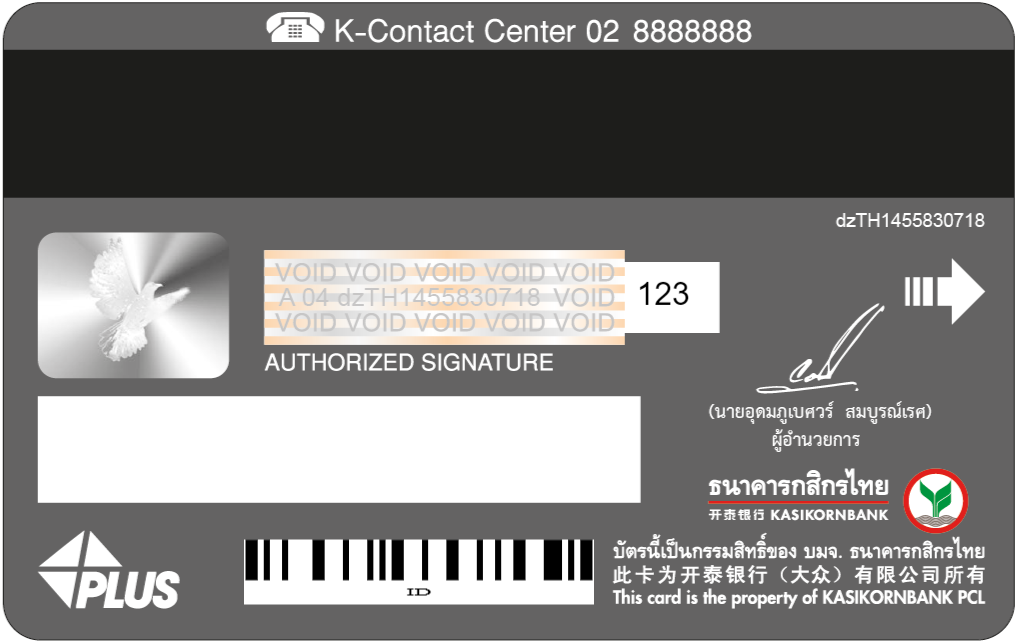 K-Contact Center 02 8888888
dzTH1455830718
VOID VOID VOID VOID VOID
A 04 dzTH1455830718 VOID
VOID VOID VOID VOID VOID
123
AUTHORIZED SIGNATURE
(นายอุดมภูเบศวร์ สมบูรณ์เรศ)
ผู้อำนวยการ
ธนาคารกสิกรไทย
开泰银行 KASIKORNBANK
PLUS
ID
บัตรนี้เป็นกรรมสิทธิ์ของ บมจ. ธนาคารกสิกรไทย
此卡为开泰银行（大众）有限公司所有
This card is the property of KASIKORNBANK PCL